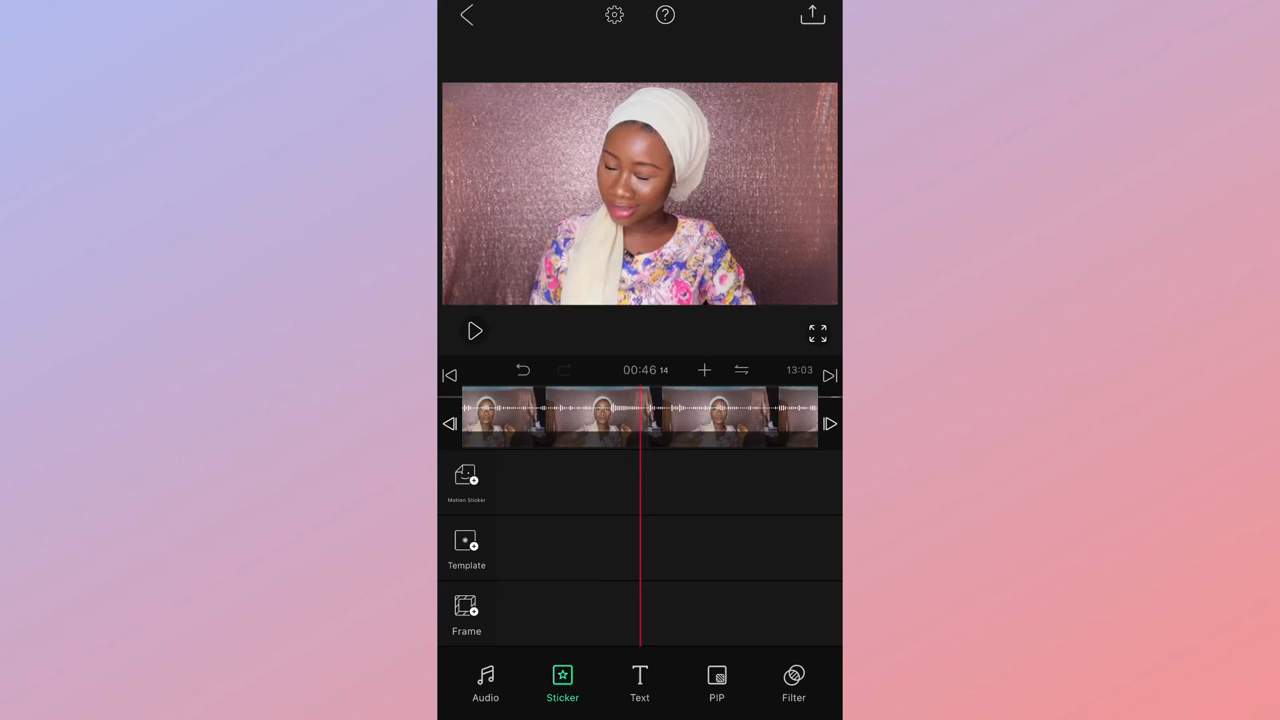 00:46 14
13:03
Motion Sticker
Template
Frame
Audio
Sticker
Text
PIP
Filter